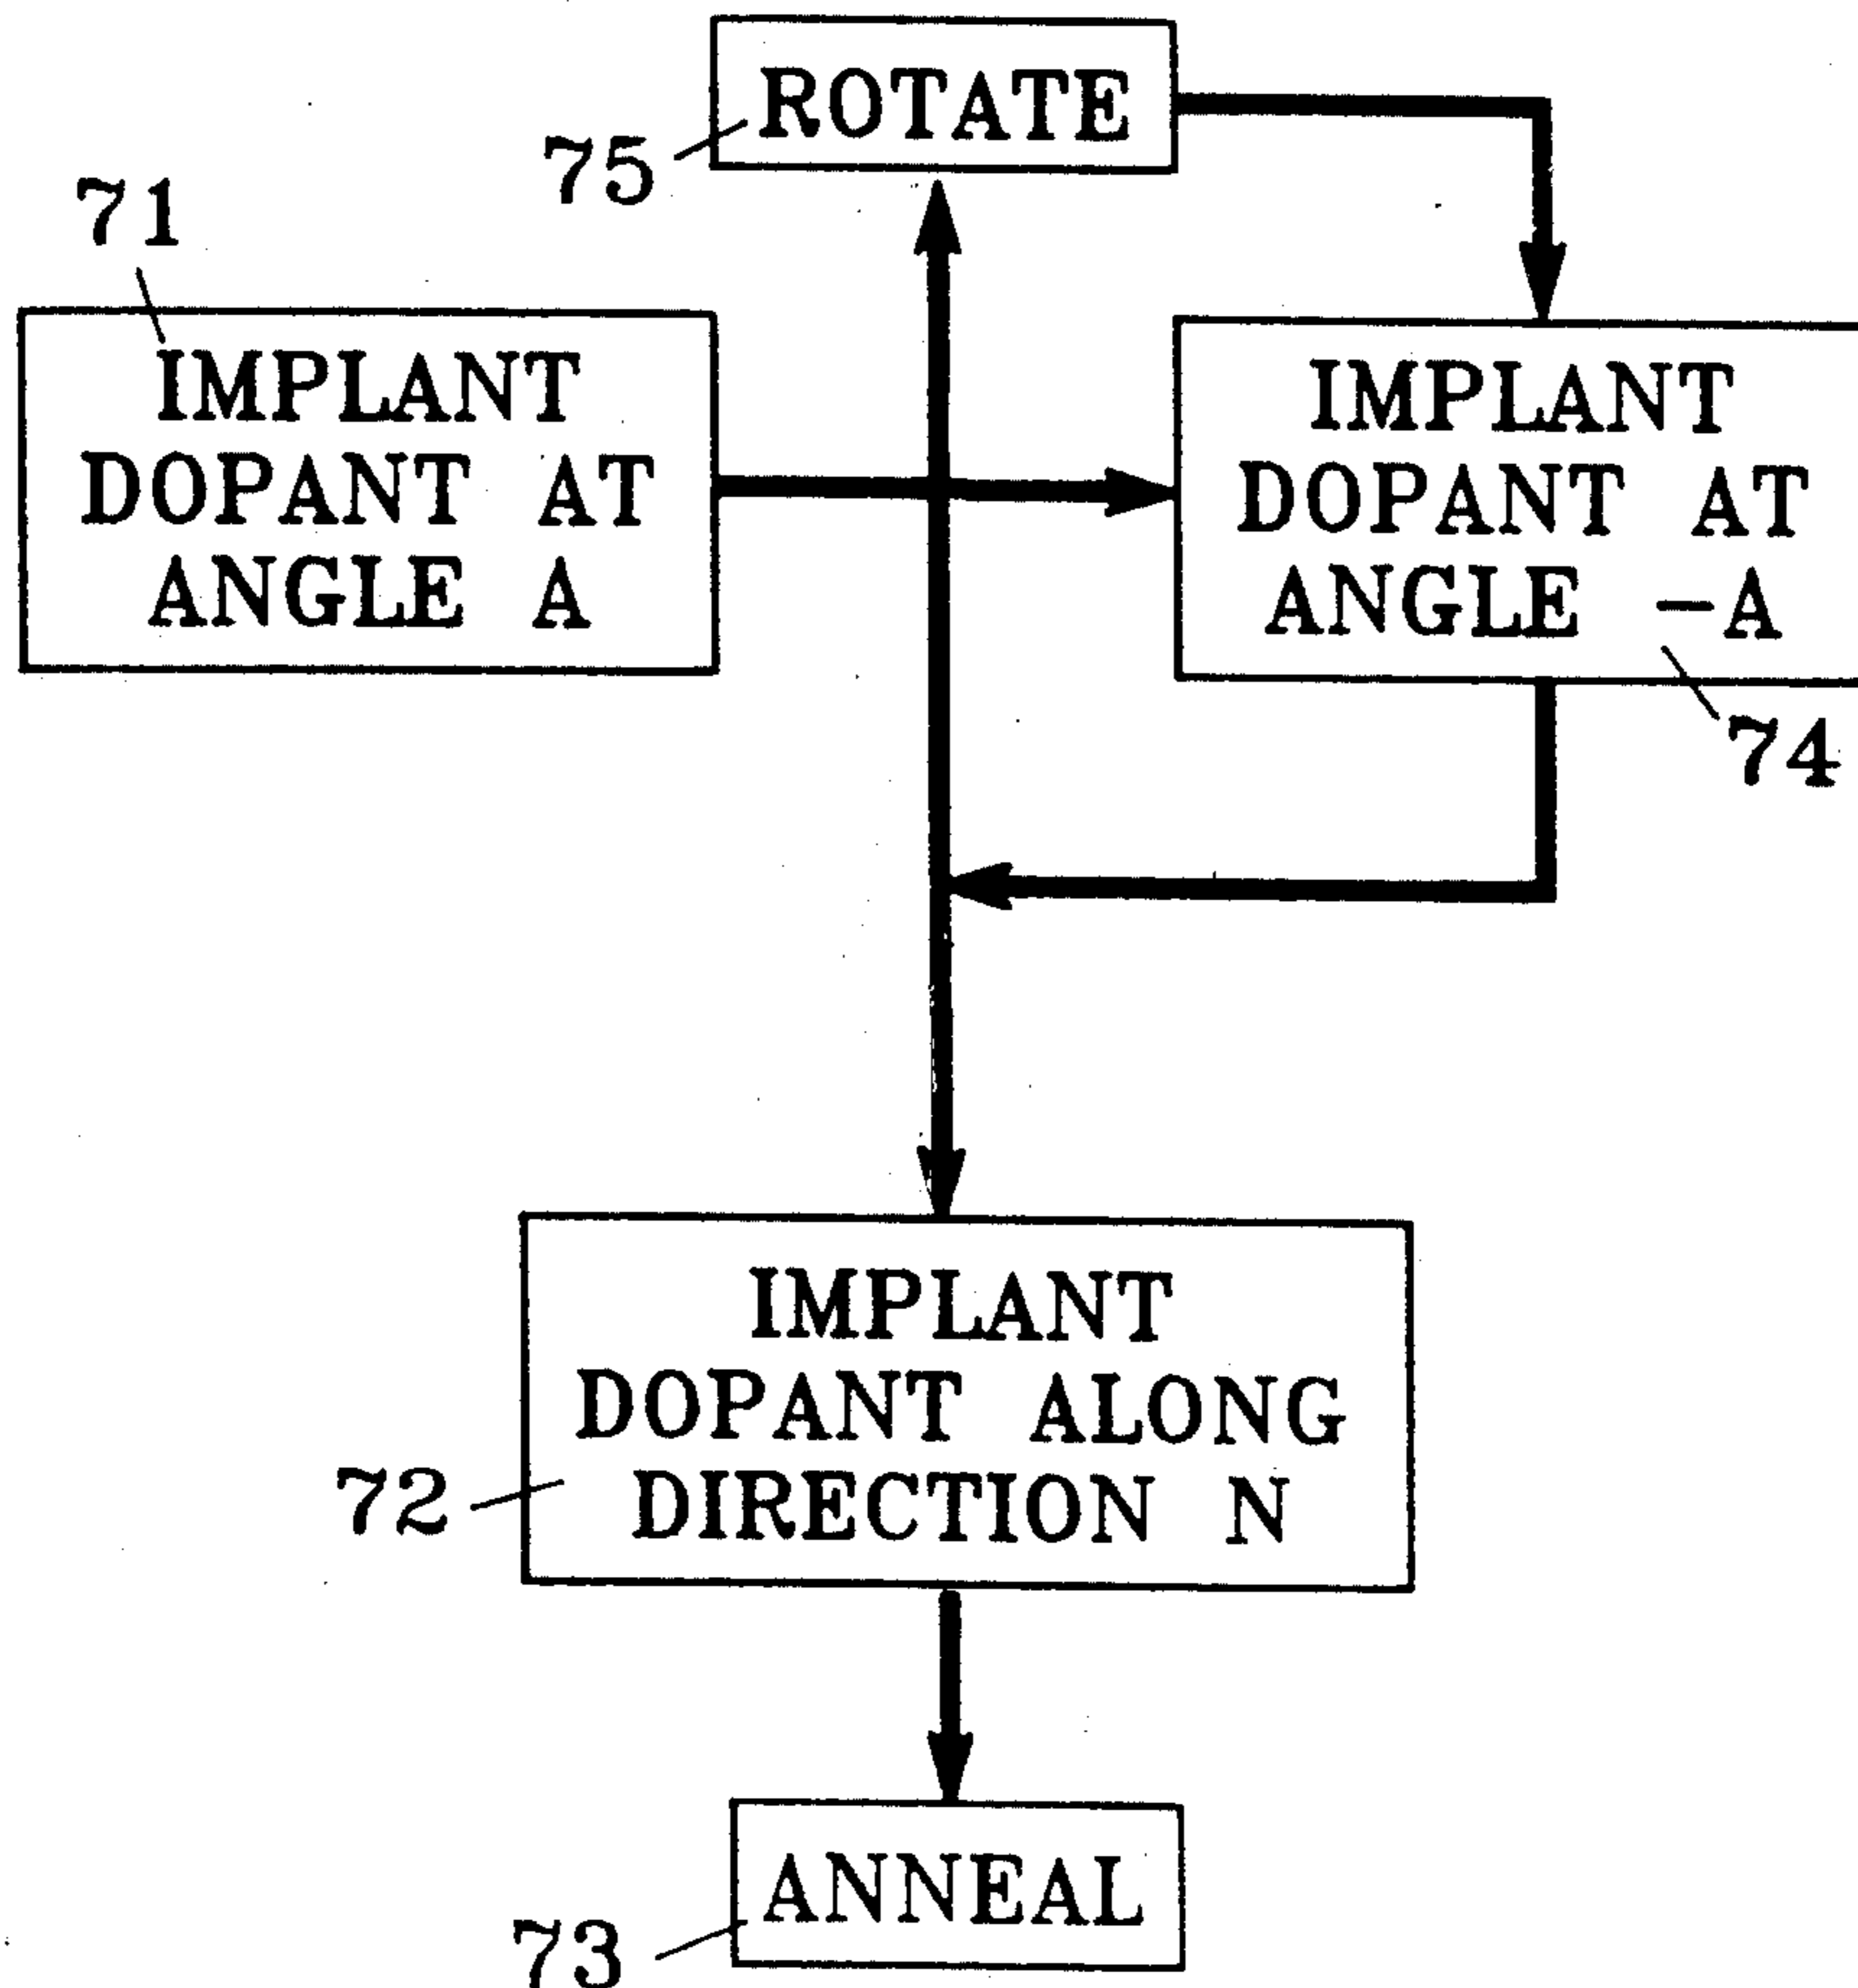 ROTATE
75
71
IMPLANT
DOPANT AT
ANGLE A
IMPLANT
DOPANT AT
ANGLE -A
74
IMPLANT
DOPANT ALONG
DIRECTION N
72
ANNEAL
73